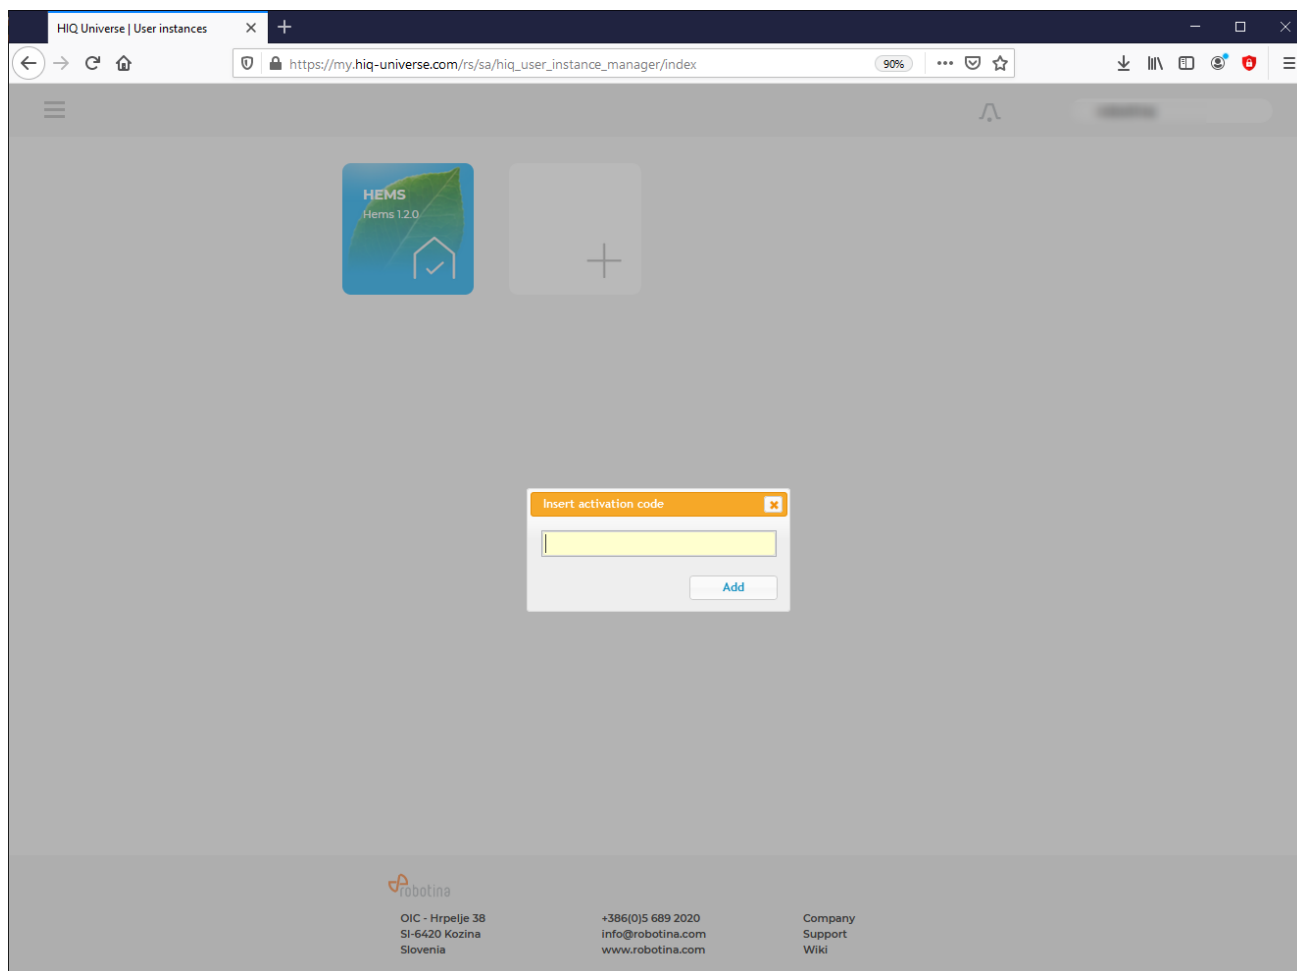 HIQ Universe | User instances
https://my.hiq-universe.com/rs/sa/hiq_user_instance_manager/index
90%
HEMS
Hems 1.2.0
Insert activation code
Add
robotina
OIC - Hrpelje 38
SI-6420 Kozina
Slovenia
+386(0)5 689 2020
info@robotina.com
www.robotina.com
Company
Support
Wiki